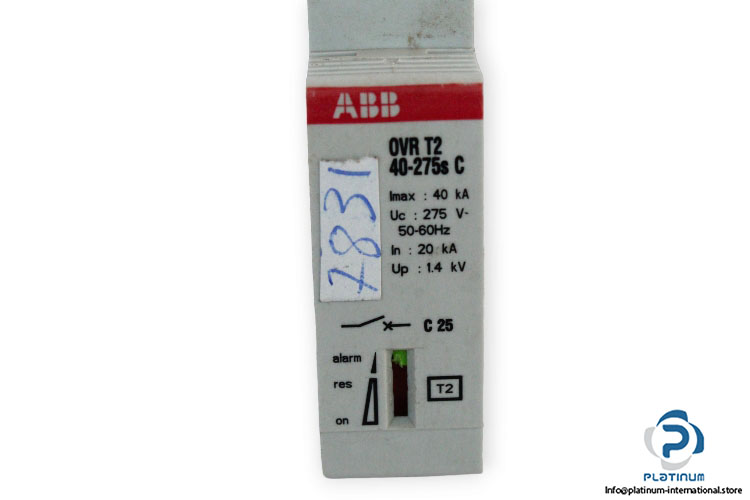 ABB
OVR T2
40-275s C
Imax : 40 kA
Uc : 275 V-
50-60Hz
In : 20 kA
Up : 1.4 kV
7831
C 25
alarm
res
on
T2
PLATINUM
Info@platinum-international.store